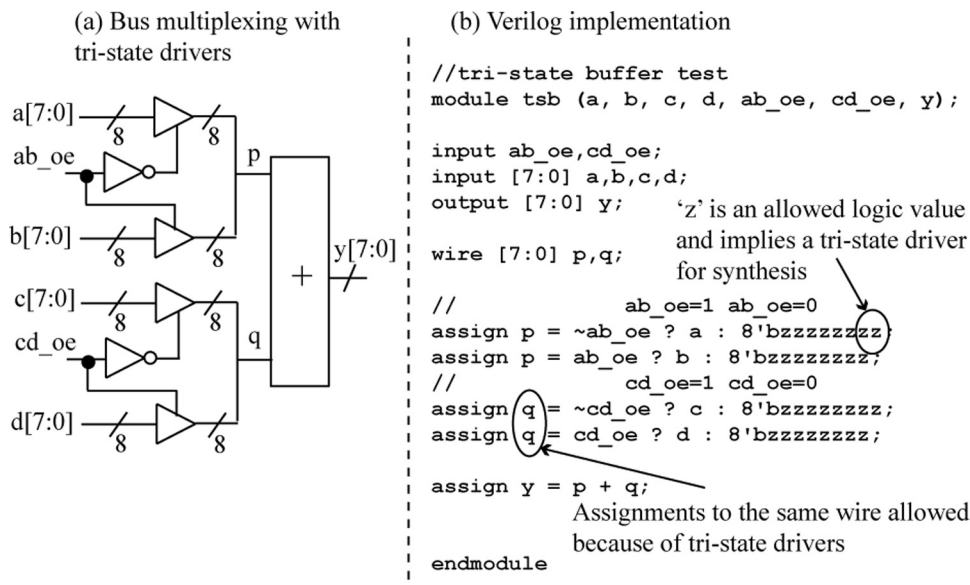 (a) Bus multiplexing with
tri-state drivers
a[7:0]
8
8
ab_oe
p
b[7:0]
8
8
y[7:0]
+
c[7:0]
8
8
cd_oe
q
d[7:0]
8
8
(b) Verilog implementation
//tri-state buffer test
module tsb (a, b, c, d, ab_oe, cd_oe, y);
input ab_oe,cd_oe;
input [7:0] a,b,c,d;
output [7:0] y;
‘z’ is an allowed logic value
and implies a tri-state driver
for synthesis
wire [7:0] p,q;
// ab_oe=1 ab_oe=0
assign p = ~ab_oe ? a : 8'bzzzzzzzz;
assign p = ab_oe ? b : 8'bzzzzzzzz;
// cd_oe=1 cd_oe=0
assign q = ~cd_oe ? c : 8'bzzzzzzzz;
assign q = cd_oe ? d : 8'bzzzzzzzz;
assign y = p + q;
Assignments to the same wire allowed
because of tri-state drivers
endmodule